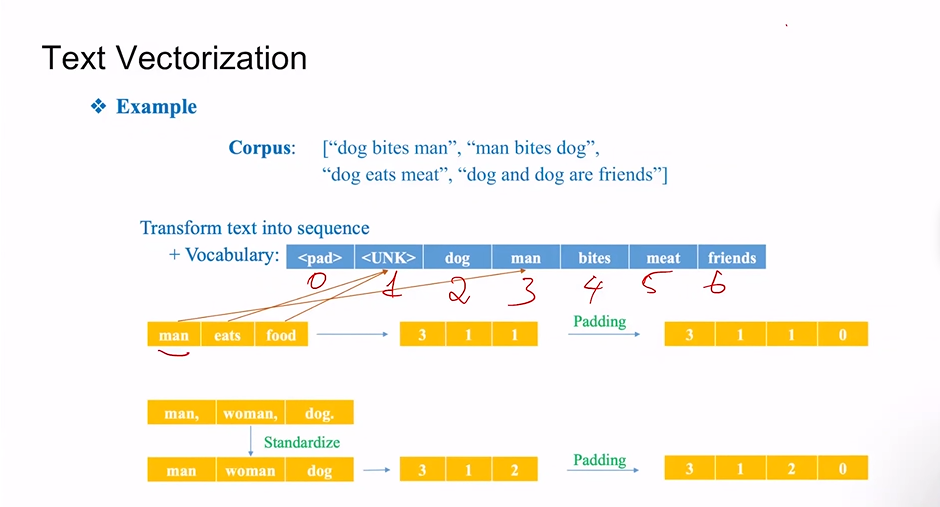 Text Vectorization
❖ Example
Corpus: ["dog bites man", "man bites dog",
"dog eats meat", "dog and dog are friends"]
Transform text into sequence
+ Vocabulary: <pad> <UNK> dog man bites meat friends
0 1 2 3 4 5 6
man eats food 3 1 1 Padding 3 1 1 0
man, woman, dog.
Standardize
man woman dog 3 1 2 Padding 3 1 2 0